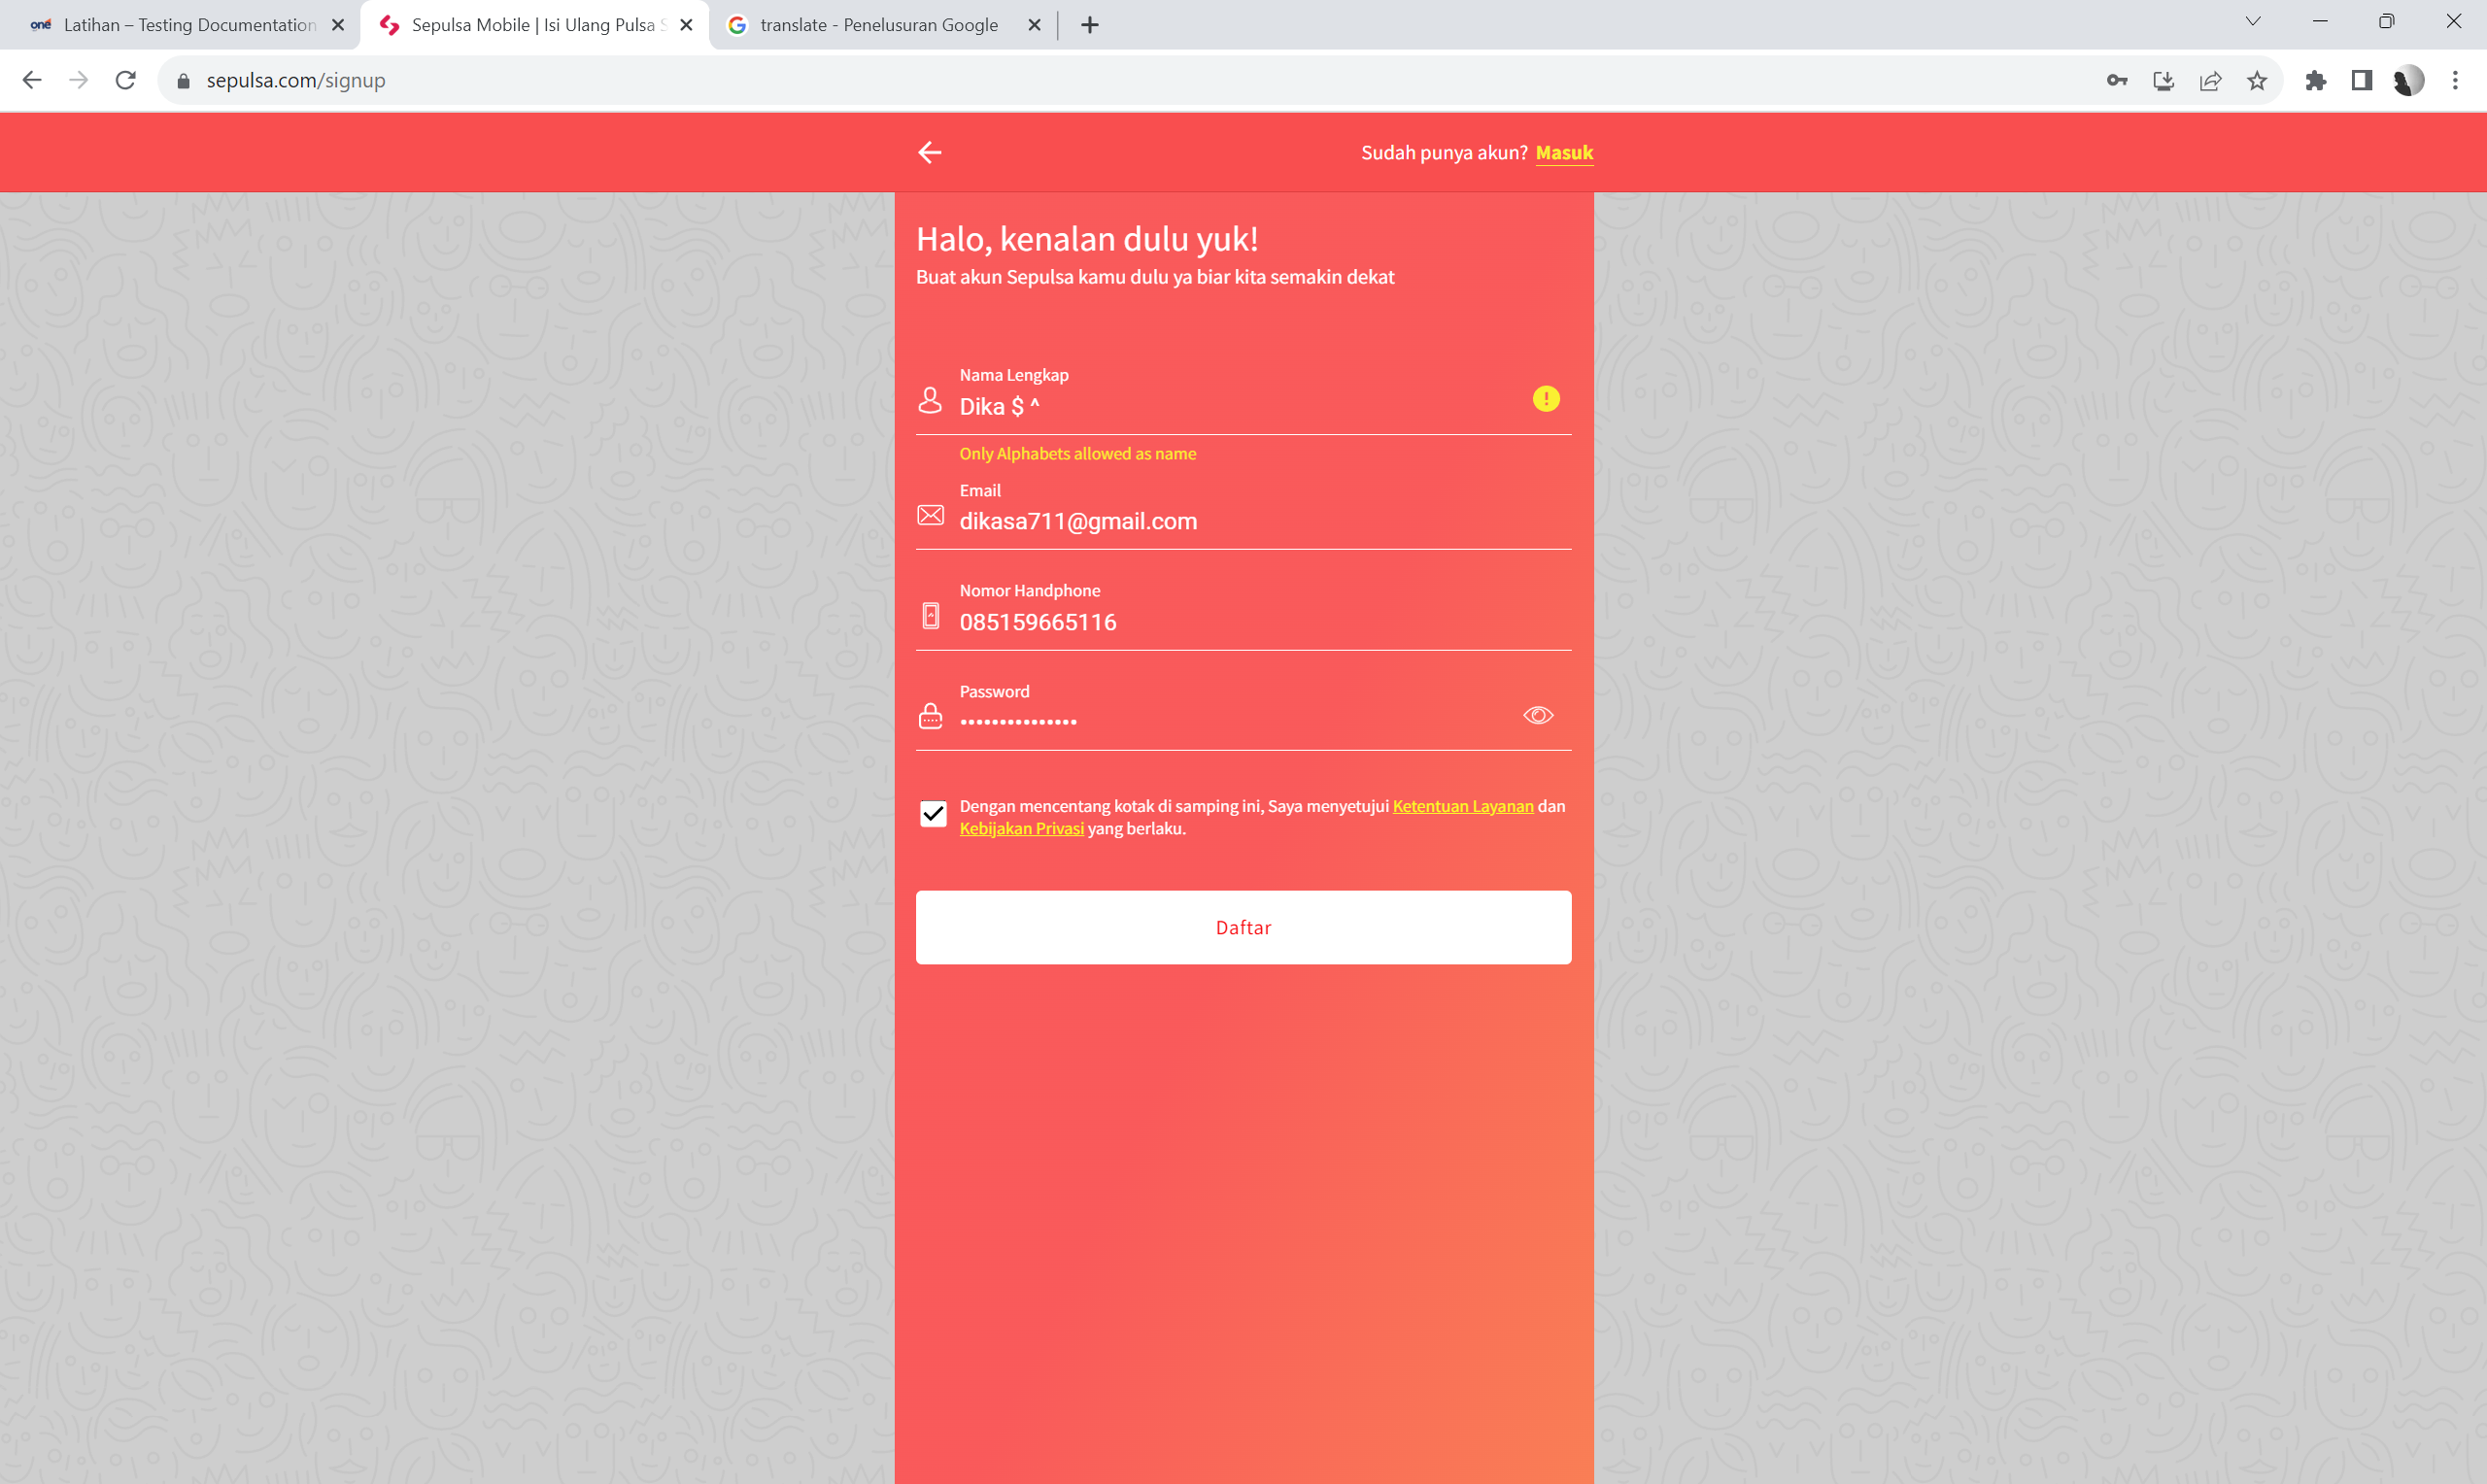 one Latihan – Testing Documentation
Sepulsa Mobile | Isi Ulang Pulsa S
translate - Penelusuran Google
sepulsa.com/signup
Sudah punya akun? Masuk
Halo, kenalan dulu yuk!
Buat akun Sepulsa kamu dulu ya biar kita semakin dekat
Nama Lengkap
Dika $ ^
Only Alphabets allowed as name
Email
dikasa711@gmail.com
Nomor Handphone
085159665116
Password
•••••••••••••••
Dengan mencentang kotak di samping ini, Saya menyetujui Ketentuan Layanan dan
Kebijakan Privasi yang berlaku.
Daftar